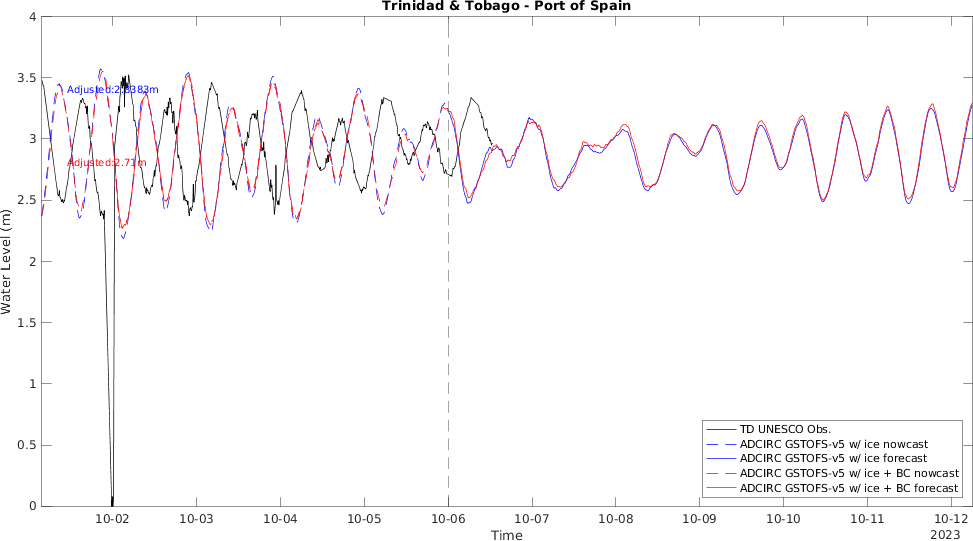 Trinidad & Tobago - Port of Spain
4
3.5
3
2.5
2
1.5
1
0.5
0
Water Level (m)
Adjusted:2.8383m
Adjusted:2.71m
TD UNESCO Obs.
ADCIRC GSTOFS-v5 w/ ice nowcast
ADCIRC GSTOFS-v5 w/ ice forecast
ADCIRC GSTOFS-v5 w/ ice + BC nowcast
ADCIRC GSTOFS-v5 w/ ice + BC forecast
10-02 10-03 10-04 10-05 10-06 10-07 10-08 10-09 10-10 10-11 10-12
Time
2023